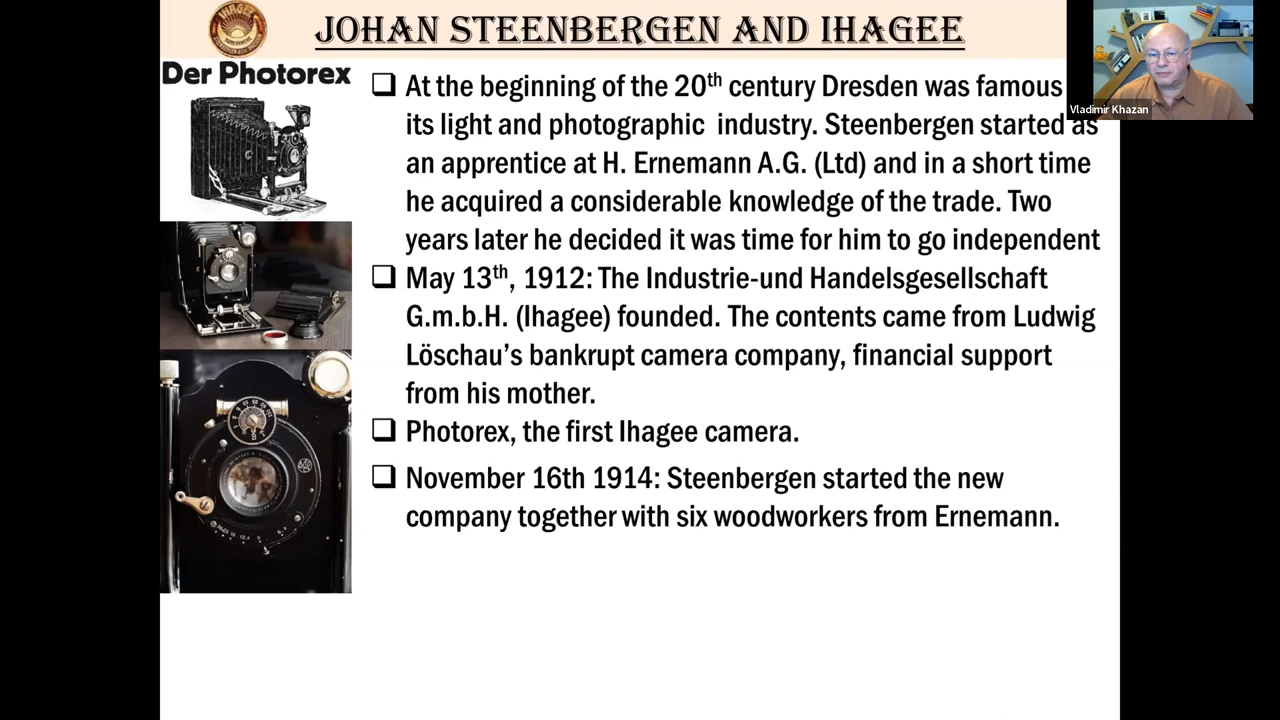 JOHAN STEENBERGEN AND IHAGEE
IHAGEE
Vladimir Khazan
Der Photorex
❑ At the beginning of the 20th century Dresden was famous
its light and photographic industry. Steenbergen started as
an apprentice at H. Ernemann A.G. (Ltd) and in a short time
he acquired a considerable knowledge of the trade. Two
years later he decided it was time for him to go independent
❑ May 13th, 1912: The Industrie-und Handelsgesellschaft
G.m.b.H. (Ihagee) founded. The contents came from Ludwig
Löschau’s bankrupt camera company, financial support
from his mother.
❑ Photorex, the first Ihagee camera.
❑ November 16th 1914: Steenbergen started the new
company together with six woodworkers from Ernemann.